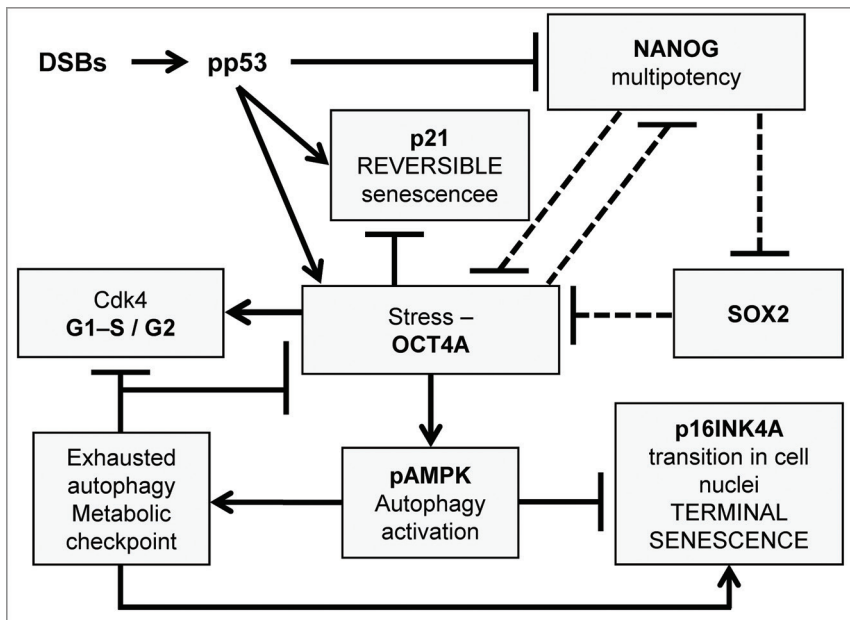 DSBs
pp53
NANOG
multipotency
p21
REVERSIBLE
senescencee
Cdk4
G1–S / G2
Stress –
OCT4A
SOX2
Exhausted
autophagy
Metabolic
checkpoint
pAMPK
Autophagy
activation
p16INK4A
transition in cell
nuclei
TERMINAL
SENESCENCE